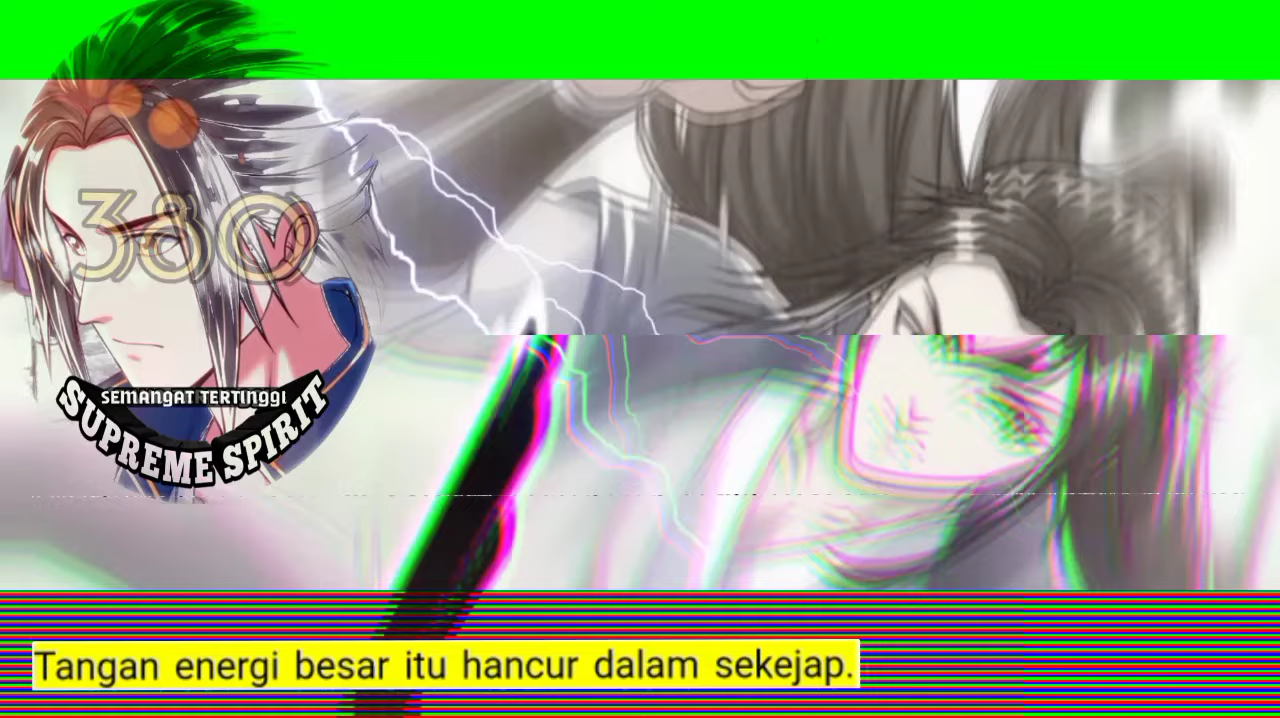 380
SEMANGAT TERTINGGI
SUPREME SPIRIT
Tangan energi besar itu hancur dalam sekejap.